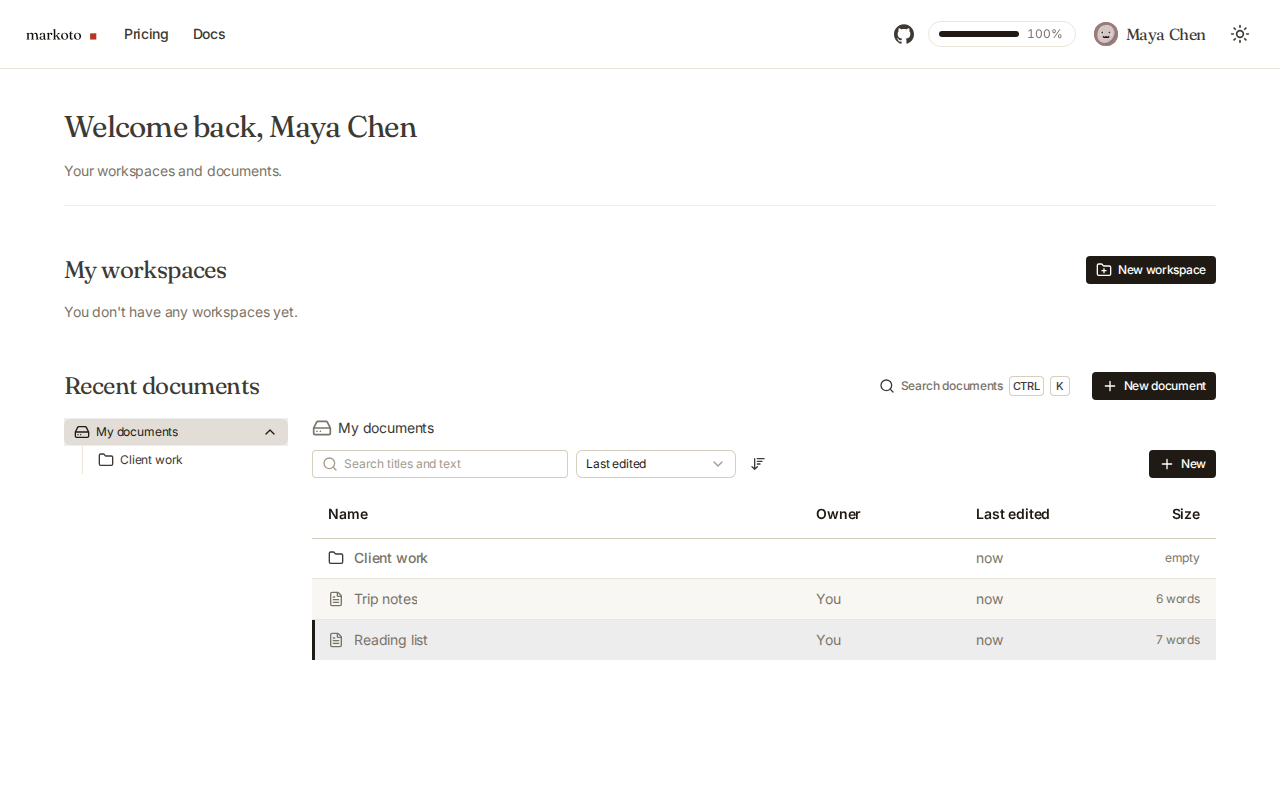 markoto Pricing Docs 100% Maya Chen
Welcome back, Maya Chen
Your workspaces and documents.
My workspaces New workspace
You don't have any workspaces yet.
Recent documents Search documents CTRL K New document
My documents
Client work
My documents
Search titles and text Last edited New
Name Owner Last edited Size
Client work now empty
Trip notes You now 6 words
Reading list You now 7 words